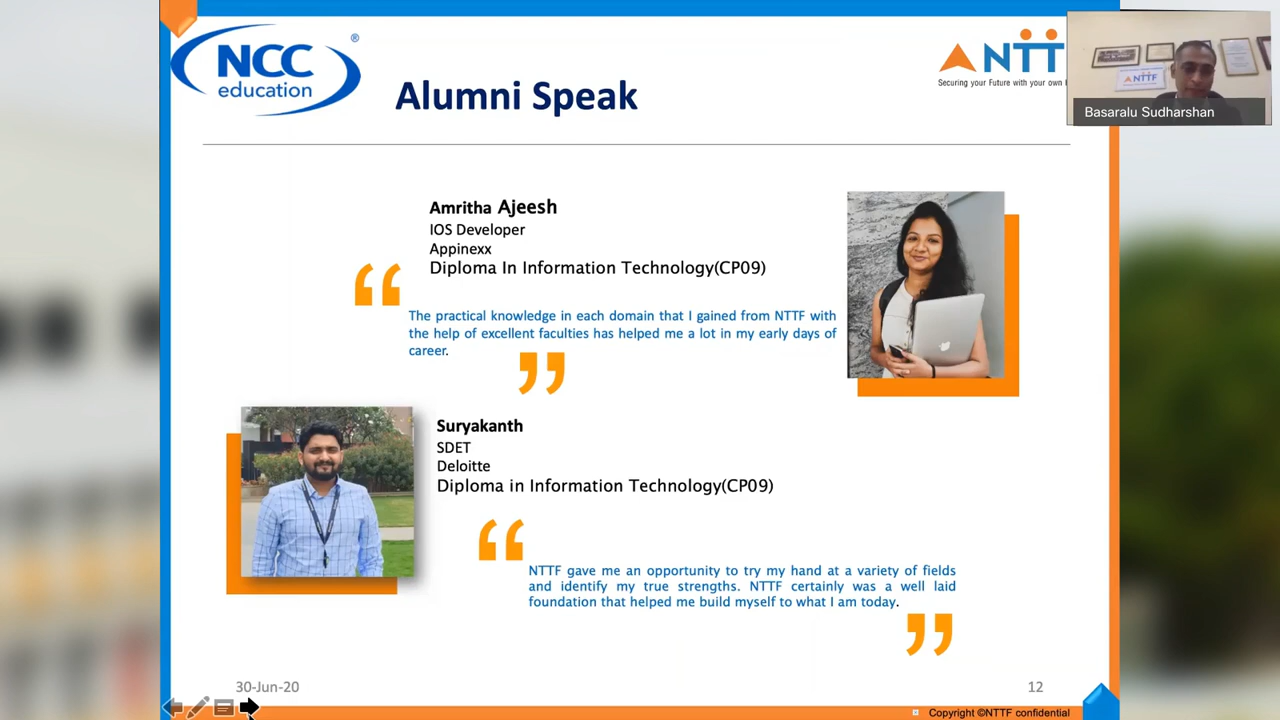 NCC
education
®
Alumni Speak
NTT
Securing your Future with your own
NTTF
Basaralu Sudharshan
Amritha Ajeesh
IOS Developer
Appinexx
Diploma In Information Technology(CP09)
“
The practical knowledge in each domain that I gained from NTTF with
the help of excellent faculties has helped me a lot in my early days of
career.
”
Suryakanth
SDET
Deloitte
Diploma in Information Technology(CP09)
“
NTTF gave me an opportunity to try my hand at a variety of fields
and identify my true strengths. NTTF certainly was a well laid
foundation that helped me build myself to what I am today.
”
30-Jun-20
12
Copyright ©NTTF confidential